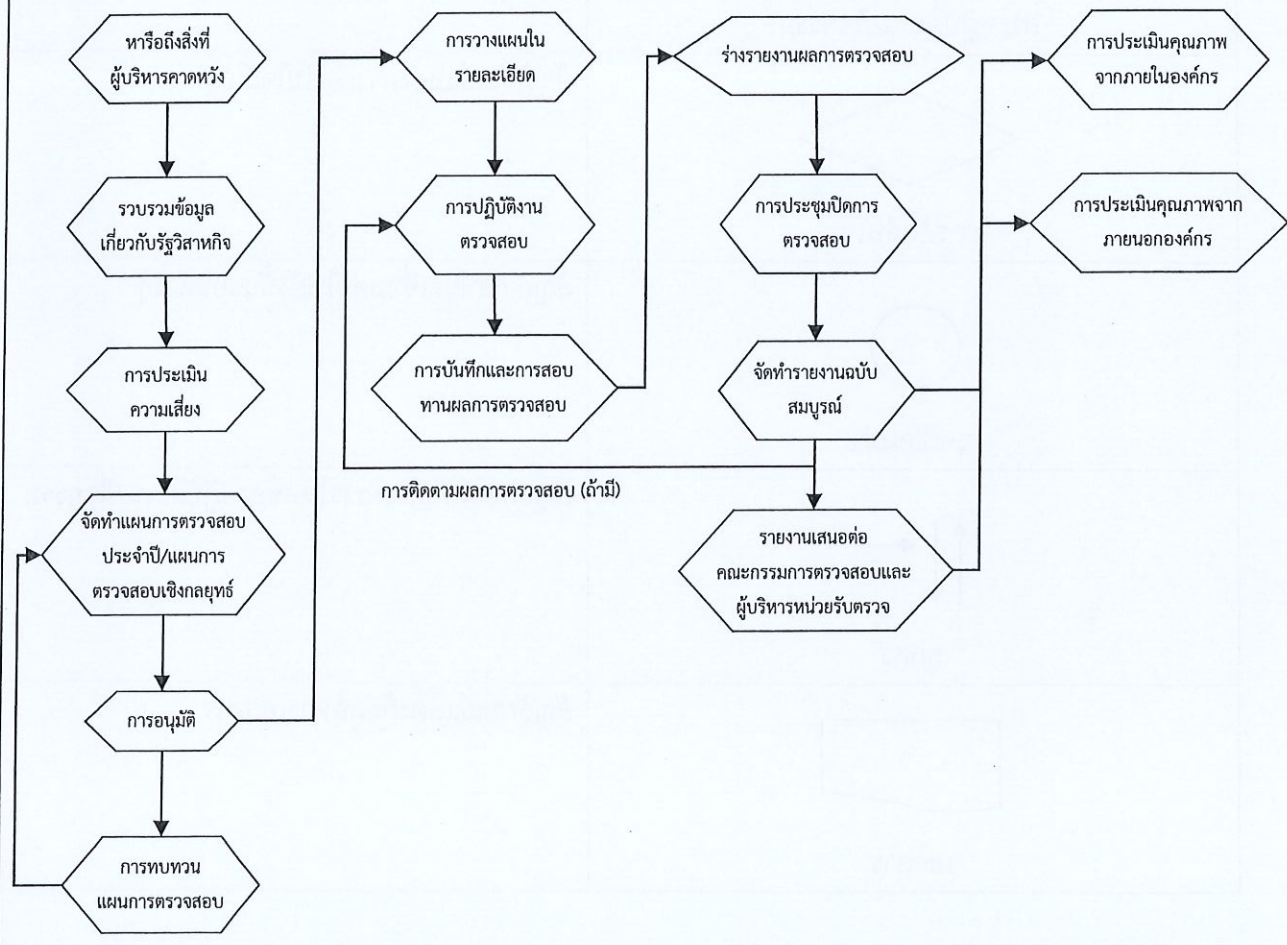 หารือถึงสิ่งที่
ผู้บริหารคาดหวัง
รวบรวมข้อมูล
เกี่ยวกับรัฐวิสาหกิจ
การประเมิน
ความเสี่ยง
จัดทำแผนการตรวจสอบ
ประจำปี/แผนการ
ตรวจสอบเชิงกลยุทธ์
การอนุมัติ
การทบทวน
แผนการตรวจสอบ
การวางแผนใน
รายละเอียด
การปฏิบัติงาน
ตรวจสอบ
การบันทึกและการสอบ
ทานผลการตรวจสอบ
การติดตามผลการตรวจสอบ (ถ้ามี)
ร่างรายงานผลการตรวจสอบ
การประชุมปิดการ
ตรวจสอบ
จัดทำรายงานฉบับ
สมบูรณ์
รายงานเสนอต่อ
คณะกรรมการตรวจสอบและ
ผู้บริหารหน่วยรับตรวจ
การประเมินคุณภาพ
จากภายในองค์กร
การประเมินคุณภาพจาก
ภายนอกองค์กร